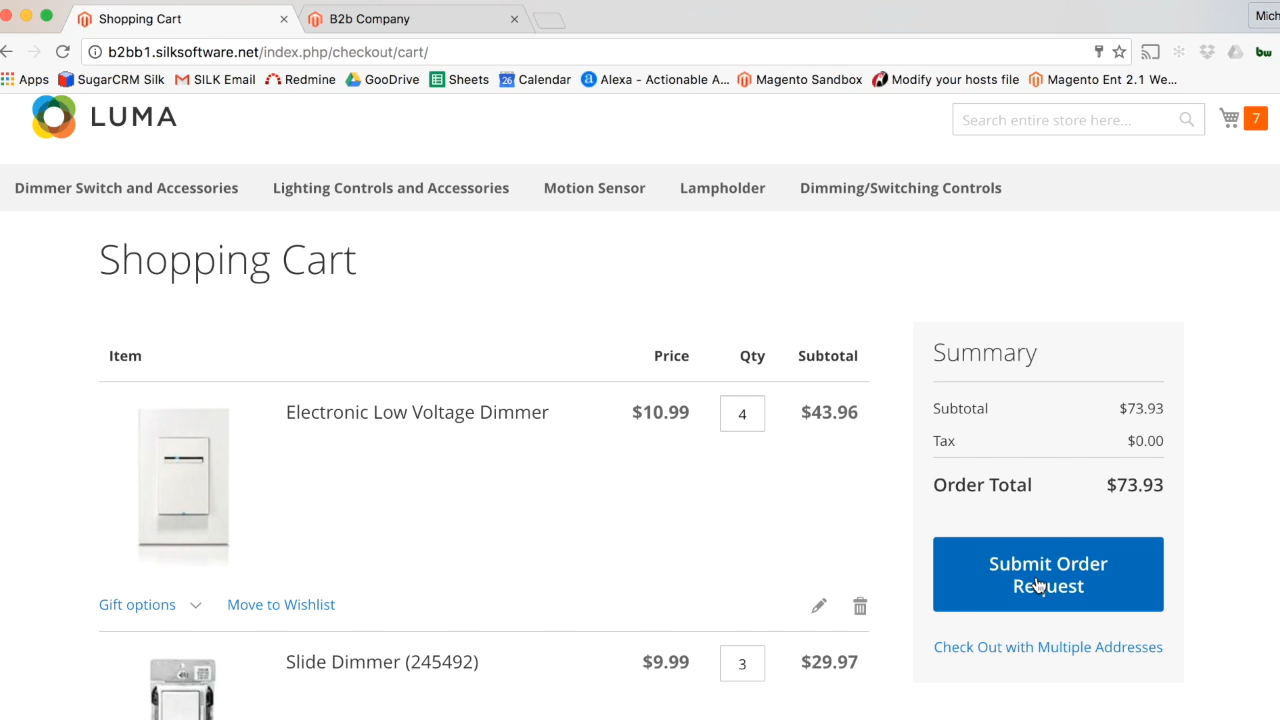 Shopping Cart
B2b Company
Mich
b2bb1.silksoftware.net/index.php/checkout/cart/
bw
Apps SugarCRM Silk SILK Email Redmine GooDrive Sheets 26 Calendar Alexa - Actionable A... Magento Sandbox Modify your hosts file Magento Ent 2.1 We...
LUMA
Search entire store here...
7
Dimmer Switch and Accessories Lighting Controls and Accessories Motion Sensor Lampholder Dimming/Switching Controls
Shopping Cart
Item Price Qty Subtotal
Electronic Low Voltage Dimmer $10.99 4 $43.96
Gift options Move to Wishlist
Slide Dimmer (245492) $9.99 3 $29.97
Summary
Subtotal $73.93
Tax $0.00
Order Total $73.93
Submit Order
Request
Check Out with Multiple Addresses